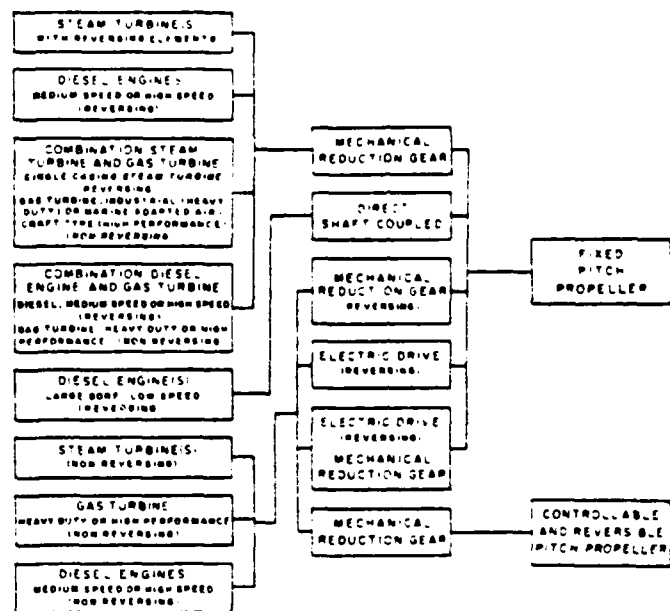 STEAM TURBINE(S)
WITH REVERSING ELEMENTS
DIESEL ENGINES
MEDIUM SPEED OR HIGH SPEED
(REVERSING)
COMBINATION STEAM
TURBINE AND GAS TURBINE
SINGLE CASING STEAM TURBINE
REVERSING
GAS TURBINE, INDUSTRIAL (HEAVY
DUTY) OR MARINE ADAPTED AIR-
CRAFT TYPE (HIGH PERFORMANCE)
(NON REVERSING
COMBINATION DIESEL
ENGINE AND GAS TURBINE
DIESEL, MEDIUM SPEED OR HIGH SPEED
(REVERSING)
GAS TURBINE HEAVY DUTY OR HIGH
PERFORMANCE (NON REVERSING
DIESEL ENGINE(S)
LARGE BORE LOW SPEED
(REVERSING
STEAM TURBINE(S)
(NON REVERSING)
GAS TURBINE
HEAVY DUTY OR HIGH PERFORMANCE
(NON REVERSING)
DIESEL ENGINES
MEDIUM SPEED OR HIGH SPEED
(NON REVERSING)
MECHANICAL
REDUCTION GEAR
DIRECT
SHAFT COUPLED
MECHANICAL
REDUCTION GEAR
(REVERSING)
ELECTRIC DRIVE
(REVERSING)
ELECTRIC DRIVE
(REVERSING)
MECHANICAL
REDUCTION GEAR
MECHANICAL
REDUCTION GEAR
FIXED
PITCH
PROPELLER
CONTROLLABLE
AND REVERSIBLE
PITCH PROPELLER